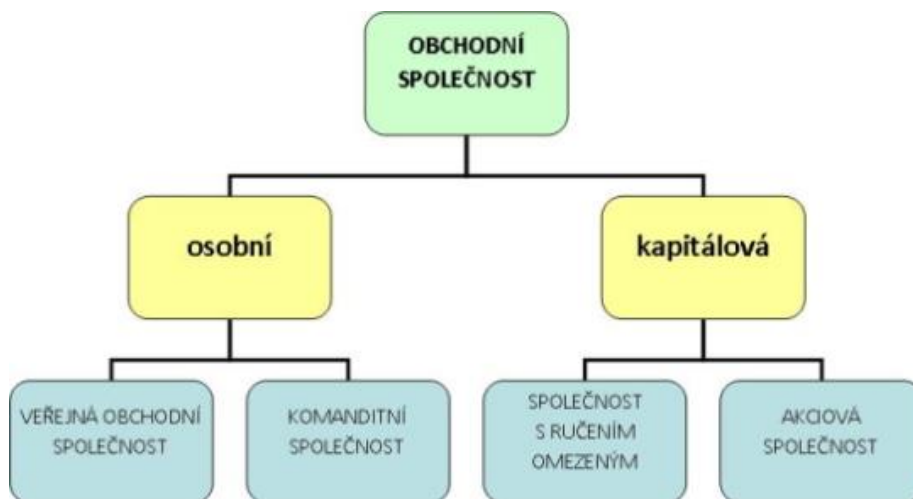 OBCHODNÍ
SPOLEČNOST
osobní
kapitálová
VEŘEJNÁ OBCHODNÍ
SPOLEČNOST
KOMANDITNÍ
SPOLEČNOST
SPOLEČNOST
S RUČENÍM
OMEZENÝM
AKCIOVÁ
SPOLEČNOST